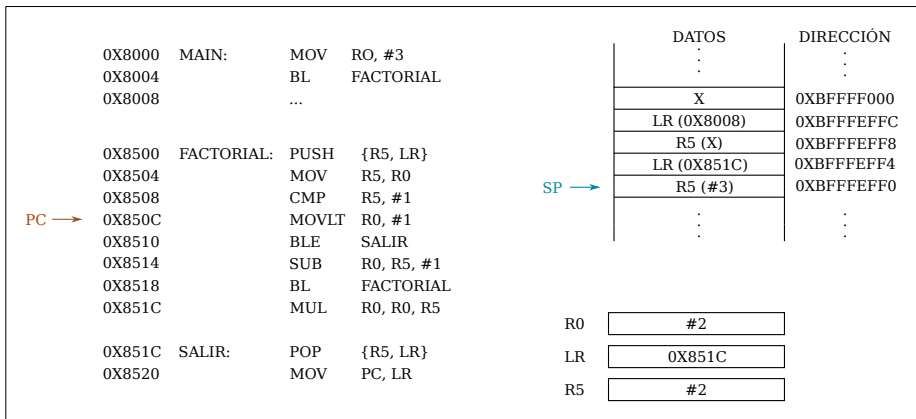 0X8000 MAIN: MOV RO, #3
0X8004 BL FACTORIAL
0X8008 ...
0X8500 FACTORIAL: PUSH {R5, LR}
0X8504 MOV R5, R0
0X8508 CMP R5, #1
PC 0X850C MOVLT R0, #1
0X8510 BLE SALIR
0X8514 SUB R0, R5, #1
0X8518 BL FACTORIAL
0X851C MUL R0, R0, R5
0X851C SALIR: POP {R5, LR}
0X8520 MOV PC, LR
DATOS DIRECCIÓN
X 0XBFFFF000
LR (0X8008) 0XBFFFEFFC
R5 (X) 0XBFFFEFF8
LR (0X851C) 0XBFFFEFF4
SP R5 (#3) 0XBFFFEFF0
R0 #2
LR 0X851C
R5 #2